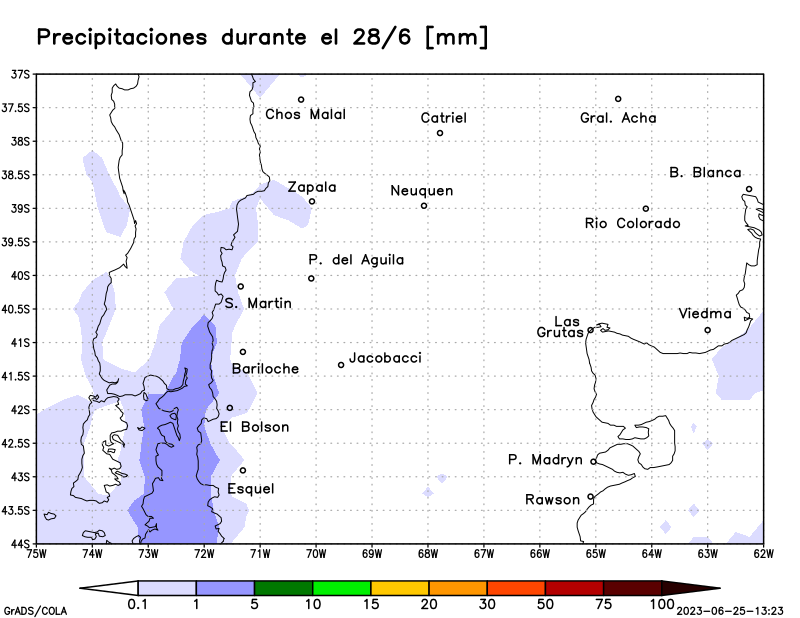 Precipitaciones durante el 28/6 [mm]
37S
37.5S
Chos Malal
Catriel
Gral. Acha
38S
38.5S
B. Blanca
Zapala
Neuquen
39S
Rio Colorado
39.5S
P. del Aguila
40S
S. Martin
40.5S
Viedma
Las
Grutas
41S
Jacobacci
Bariloche
41.5S
42S
El Bolson
42.5S
P. Madryn
43S
Esquel
Rawson
43.5S
44S
75W 74W 73W 72W 71W 70W 69W 68W 67W 66W 65W 64W 63W 62W
0.1 1 5 10 15 20 30 50 75 100
GrADS/COLA
2023-06-25-13:23